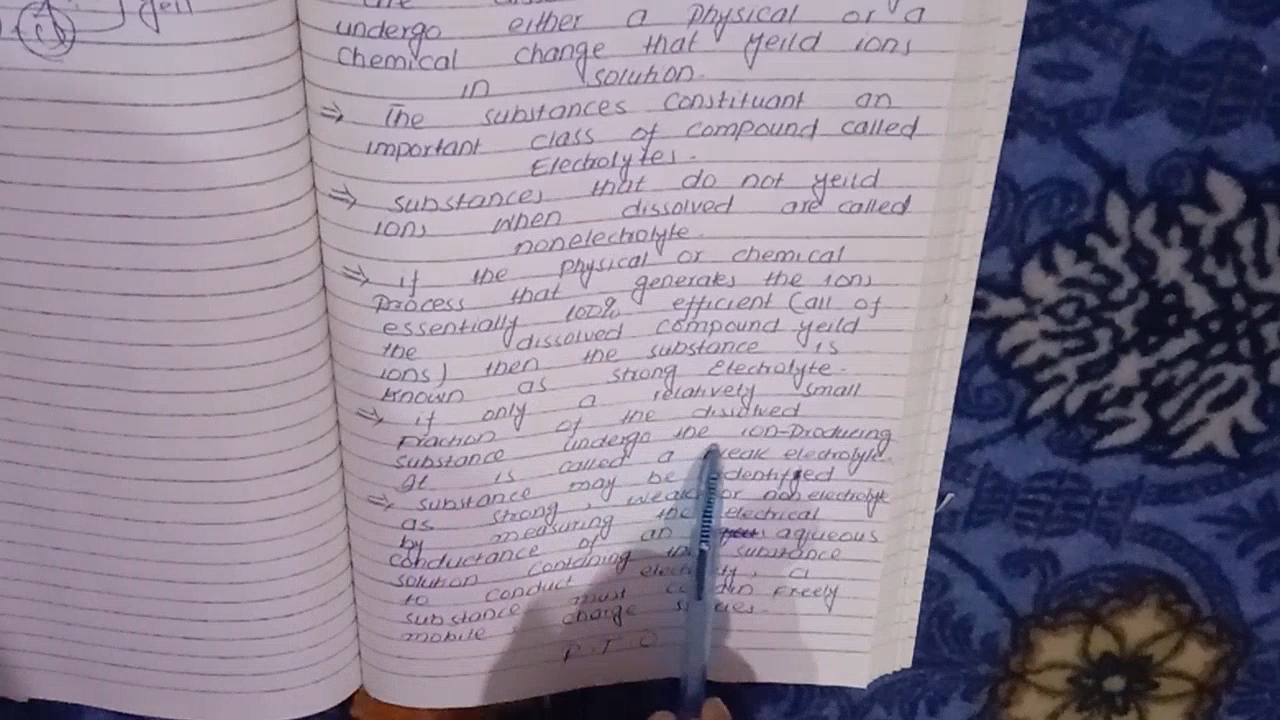 undergo either a physical or a
chemical change that yeild ions
in solution.
⇒ The substances constituant an
important class of compound called
Electrolytes.
⇒ substances that do not yeild
ions when dissolved are called
nonelectrolyte.
⇒ if the physical or chemical
process that generates the ions
essentially 100% efficient (all of
the dissolved compound yeild
ions) then the substance is
known as strong electrolyte.
⇒ if only a relatively small
fraction of the dissolved
substance undergo the ion-producing
it is called a weak electrolyte.
⇒ substance may be identified
as strong, weak or nonelectrolyte
by measuring the electrical
conductance of an aqueous
solution containing the substance
to conduct a
substance must freely
mobile, charge
P.T.O